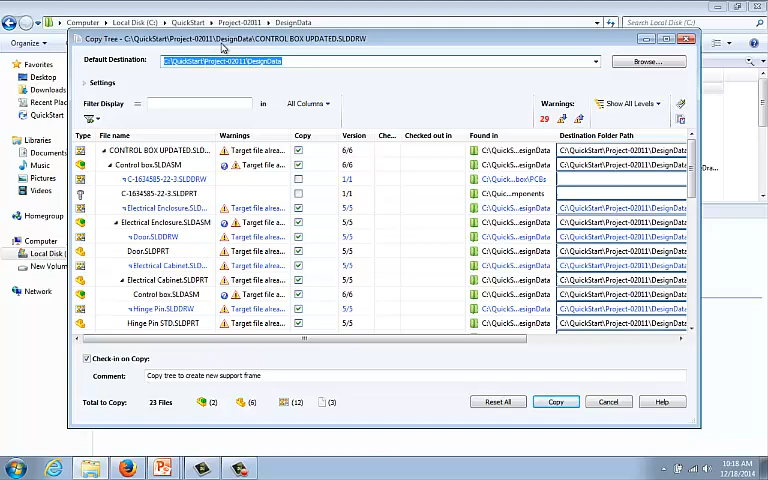 Computer ▸ Local Disk (C:) ▸ QuickStart ▸ Project-02011 ▸ DesignData
Search Local Disk (C:)
Organize
Copy Tree - C:\QuickStart\Project-02011\DesignData\CONTROL BOX UPDATED.SLDDRW
Default Destination: C:\QuickStart\Project-02011\DesignData Browse...
Settings
Filter Display = in All Columns Warnings: Show All Levels
29
Type File name Warnings Copy Version Che... Checked out in Found in Destination Folder Path
CONTROL BOX UPDATED.SLD... Target file alrea... 6/6 C:\QuickS...esignData C:\QuickStart\Project-02011\DesignData
Control box.SLDASM Target file alrea... 6/6 C:\QuickS...esignData C:\QuickStart\Project-02011\DesignData
C-1634585-22-3.SLDDRW 1/1 C:\Quick...box\PCBs
C-1634585-22-3.SLDPRT 1/1 C:\Quic...mponents
Electrical Enclosure.SLDD... Target file alrea... 5/5 C:\QuickS...esignData C:\QuickStart\Project-02011\DesignData
Electrical Enclosure.SLDASM Target file alrea... 5/5 C:\QuickS...esignData C:\QuickStart\Project-02011\DesignData
Door.SLDDRW Target file alrea... 5/5 C:\QuickS...esignData C:\QuickStart\Project-02011\DesignData
Door.SLDPRT Target file alrea... 5/5 C:\QuickS...esignData C:\QuickStart\Project-02011\DesignData
Electrical Cabinet.SLD... Target file alrea... 5/5 C:\QuickS...esignData C:\QuickStart\Project-02011\DesignData
Electrical Cabinet.SLDPRT Target file alrea... 5/5 C:\QuickS...esignData C:\QuickStart\Project-02011\DesignData
Control box.SLDASM Target file alrea... 6/6 C:\QuickS...esignData C:\QuickStart\Project-02011\DesignData
Hinge Pin.SLDDRW Target file alrea... 5/5 C:\QuickS...esignData C:\QuickStart\Project-02011\DesignData
Hinge Pin STD.SLDPRT Target file alrea... 5/5 C:\QuickS...esignData C:\QuickStart\Project-02011\DesignData
Check-in on Copy:
Comment: Copy tree to create new support frame
Total to Copy: 23 Files (2) (6) (12) (3) Reset All Copy Cancel Help
Favorites
Desktop
Downloads
Recent Plac
QuickStart
Libraries
Documents
Music
Pictures
Videos
Homegroup
Computer
Local Disk (
New Volum
Network
Dra...
10:18 AM
12/18/2014